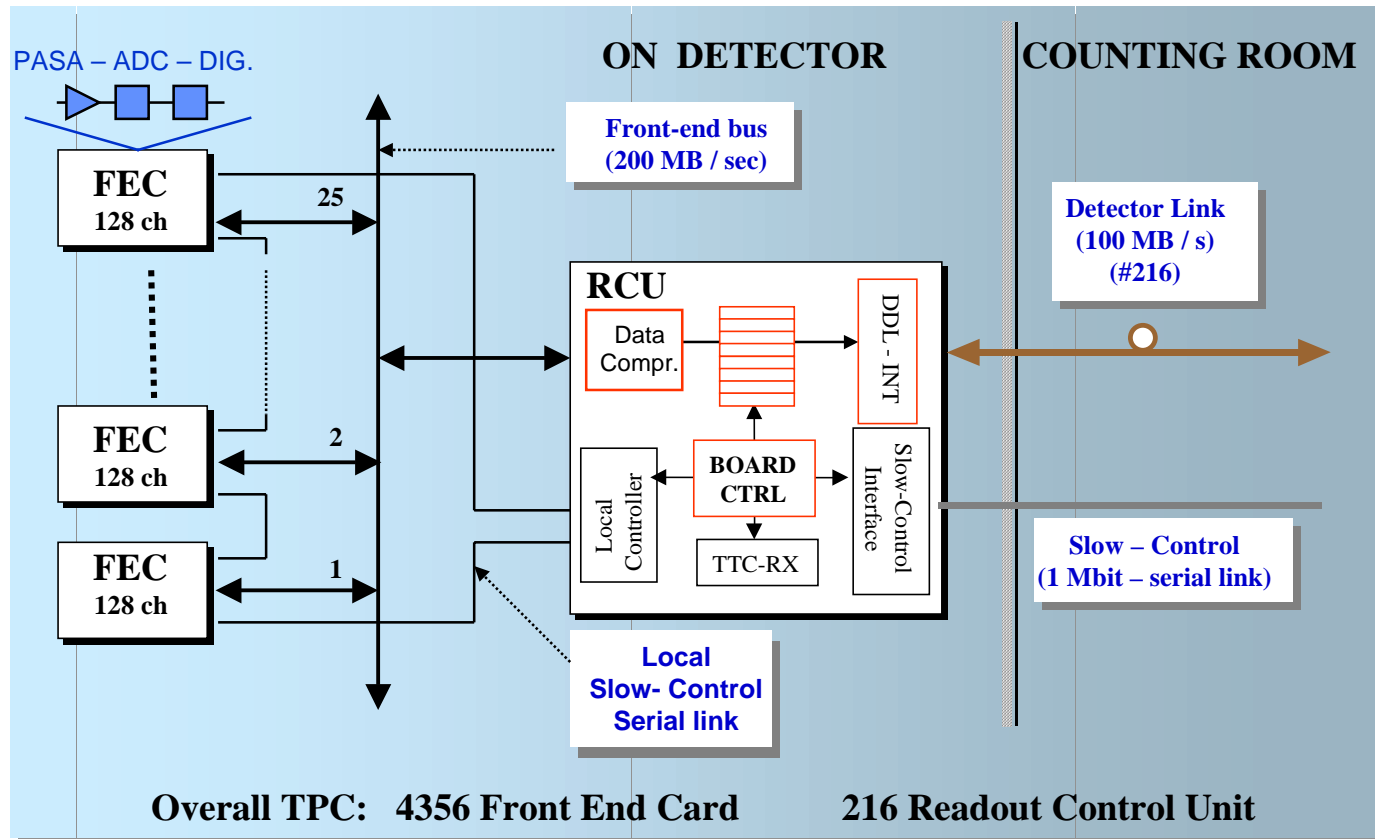 ON DETECTOR
COUNTING ROOM
PASA – ADC – DIG.
Front-end bus
(200 MB / sec)
FEC
128 ch
25
Detector Link
(100 MB / s)
(#216)
RCU
Data
Compr.
DDL - INT
FEC
128 ch
2
BOARD
CTRL
Local
Controller
Slow-Control
Interface
TTC-RX
FEC
128 ch
1
Slow – Control
(1 Mbit – serial link)
Local
Slow- Control
Serial link
Overall TPC: 4356 Front End Card
216 Readout Control Unit